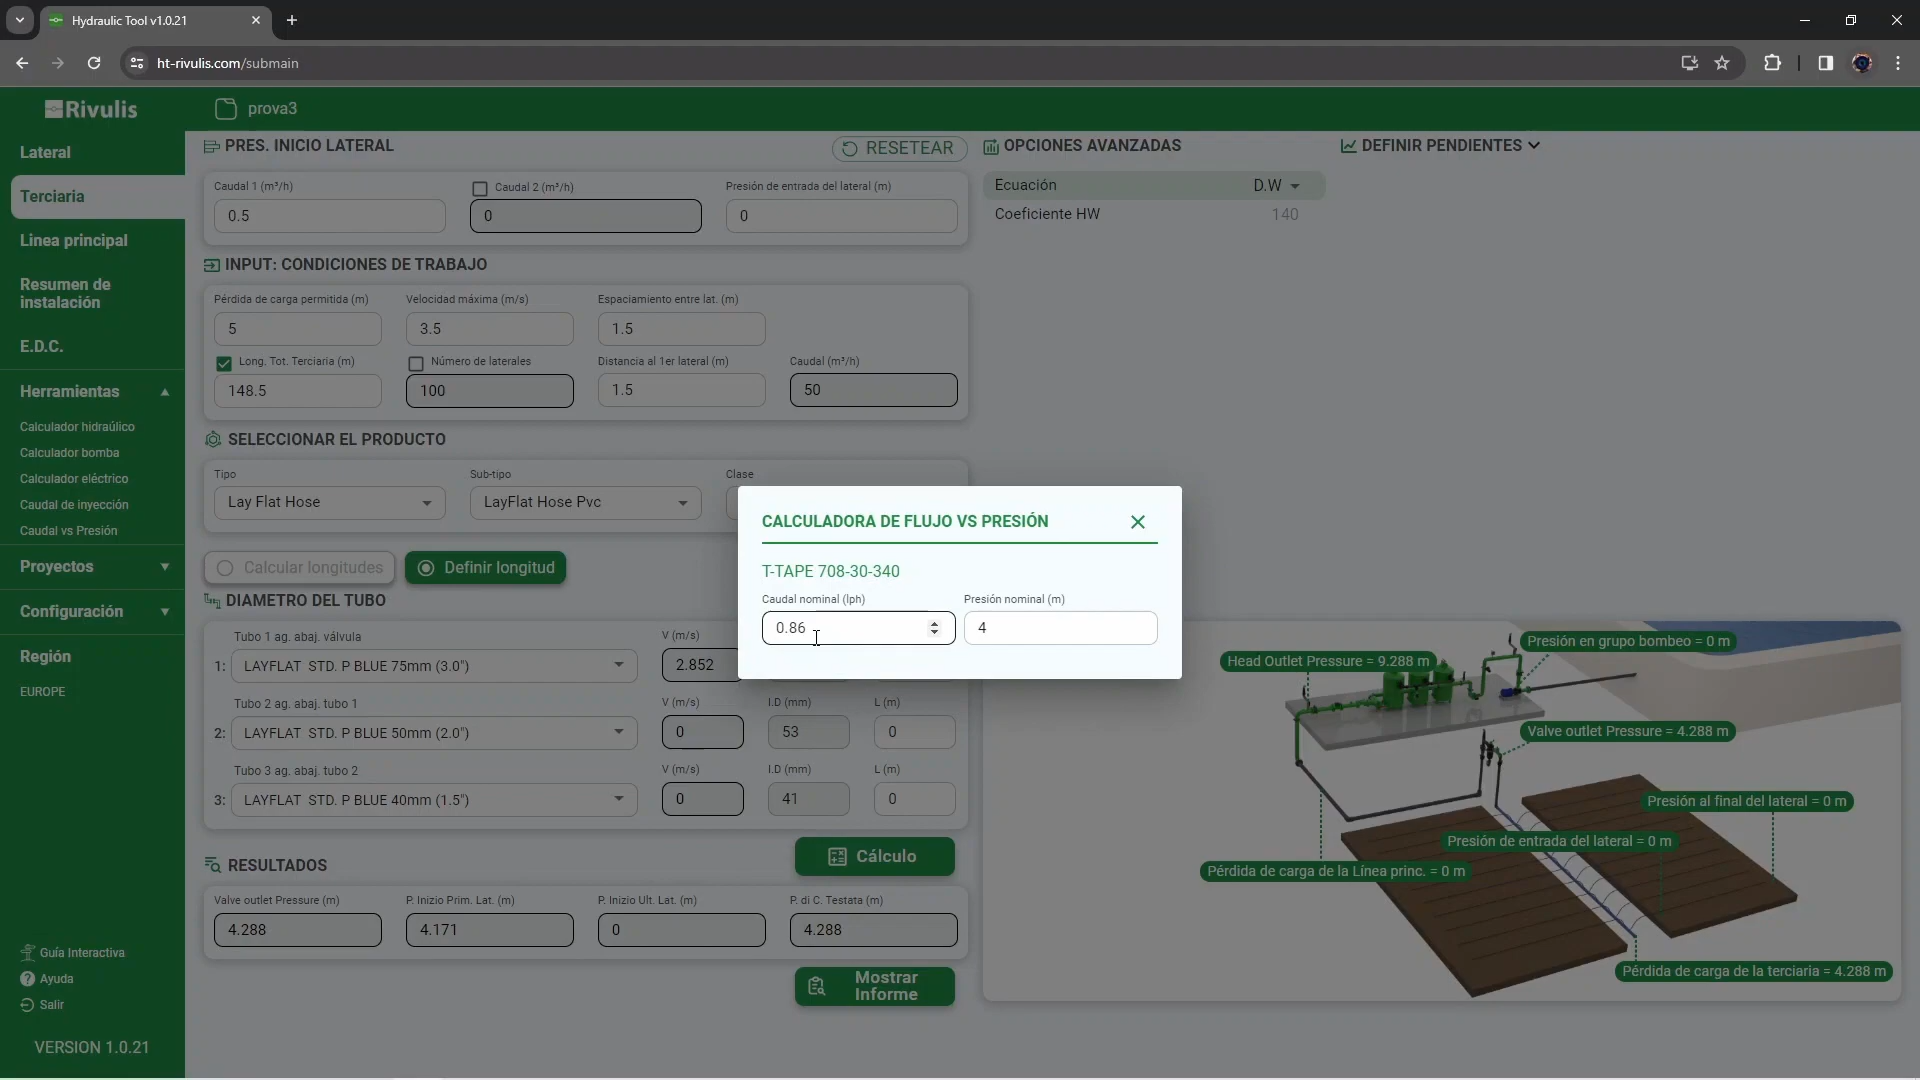 Hydraulic Tool v1.0.21
ht-rivulis.com/submain
Rivulis
prova3
Lateral
Terciaria
Linea principal
Resumen de
instalación
E.D.C.
Herramientas
Calculador hidraúlico
Calculador bomba
Calculador eléctrico
Caudal de inyección
Caudal vs Presión
Proyectos
Configuración
Región
EUROPE
Guía Interactiva
Ayuda
Salir
VERSION 1.0.21
PRES. INICIO LATERAL
RESETEAR
Caudal 1 (m³/h)
Caudal 2 (m³/h)
Presión de entrada del lateral (m)
0.5
0
0
INPUT: CONDICIONES DE TRABAJO
Pérdida de carga permitida (m)
Velocidad máxima (m/s)
Espaciamiento entre lat. (m)
5
3.5
1.5
Long. Tot. Terciaria (m)
Número de laterales
Distancia al 1er lateral (m)
Caudal (m³/h)
148.5
100
1.5
50
SELECCIONAR EL PRODUCTO
Tipo
Sub-tipo
Clase
Lay Flat Hose
LayFlat Hose Pvc
Calcular longitudes
Definir longitud
DIAMETRO DEL TUBO
Tubo 1 ag. abaj. válvula
V (m/s)
1:
LAYFLAT STD. P BLUE 75mm (3.0")
2.852
Tubo 2 ag. abaj. tubo 1
V (m/s)
I.D (mm)
L (m)
2:
LAYFLAT STD. P BLUE 50mm (2.0")
0
53
0
Tubo 3 ag. abaj. tubo 2
V (m/s)
I.D (mm)
L (m)
3:
LAYFLAT STD. P BLUE 40mm (1.5")
0
41
0
Cálculo
RESULTADOS
Valve outlet Pressure (m)
P. Inizio Prim. Lat. (m)
P. Inizio Ult. Lat. (m)
P. di C. Testata (m)
4.288
4.171
0
4.288
Mostrar
Informe
OPCIONES AVANZADAS
Ecuación
D.W
Coeficiente HW
140
DEFINIR PENDIENTES
CALCULADORA DE FLUJO VS PRESIÓN
T-TAPE 708-30-340
Caudal nominal (lph)
Presión nominal (m)
0.86
4
Presión en grupo bombeo = 0 m
Head Outlet Pressure = 9.288 m
Valve outlet Pressure = 4.288 m
Presión al final del lateral = 0 m
Presión de entrada del lateral = 0 m
Pérdida de carga de la Línea princ. = 0 m
Pérdida de carga de la terciaria = 4.288 m